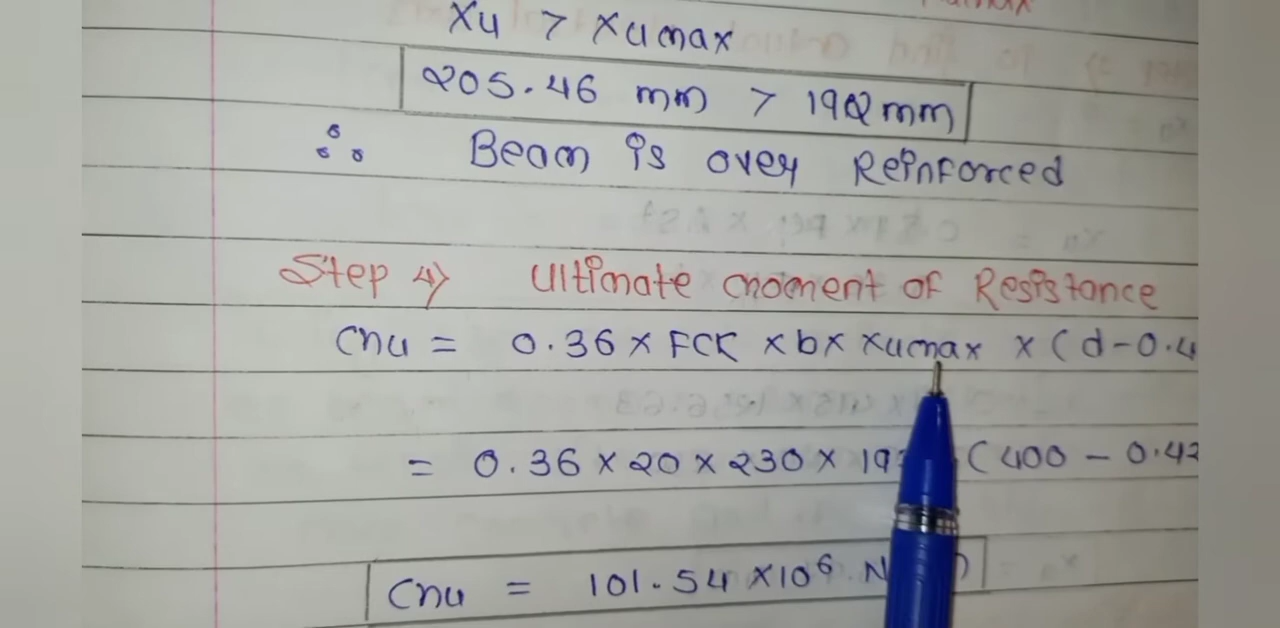 xu > xumax
205.46 mm > 192 mm
∴ Beam is over Reinforced
Step 4) Ultimate moment of Resistance
mu = 0.36 × FCK × b × xumax × (d - 0.4
= 0.36 × 20 × 230 × 19 (400 - 0.42
mu = 101.54 × 10⁶ N